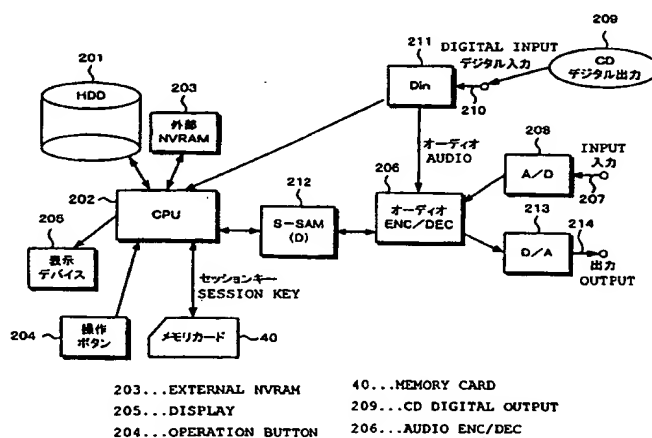 201
HDD
203
外部
NVRAM
211
Din
DIGITAL INPUT
デジタル入力
210
209
CD
デジタル出力
オーディオ
AUDIO
208
A/D
INPUT
入力
207
202
CPU
212
S-SAM
(D)
206
オーディオ
ENC/DEC
213
D/A
214
出力
OUTPUT
205
表示
デバイス
セッションキー
SESSION KEY
204
操作
ボタン
メモリカード
40
203...EXTERNAL NVRAM
205...DISPLAY
204...OPERATION BUTTON
40...MEMORY CARD
209...CD DIGITAL OUTPUT
206...AUDIO ENC/DEC